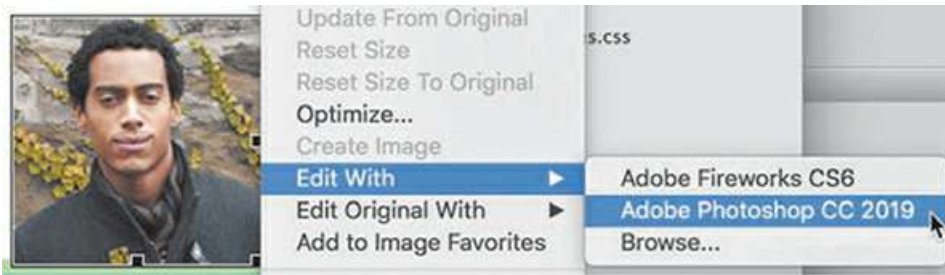 Update From Original
Reset Size
Reset Size To Original
Optimize...
Create Image
Edit With
Edit Original With
Add to Image Favorites
s.css
Adobe Fireworks CS6
Adobe Photoshop CC 2019
Browse...